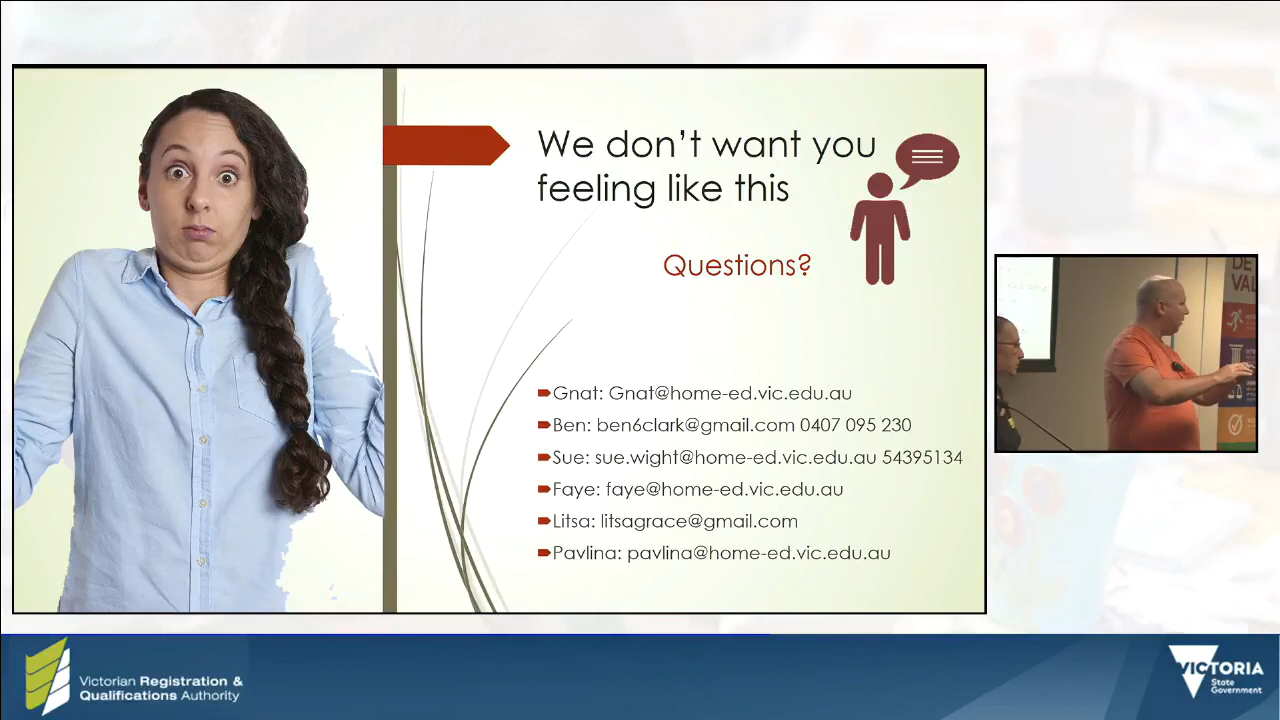 We don't want you
feeling like this
Questions?
Gnat: Gnat@home-ed.vic.edu.au
Ben: ben6clark@gmail.com 0407 095 230
Sue: sue.wight@home-ed.vic.edu.au 54395134
Faye: faye@home-ed.vic.edu.au
Litsa: litsagrace@gmail.com
Pavlina: pavlina@home-ed.vic.edu.au
DE
VAL
Victorian Registration &
Qualifications Authority
VICTORIA
State
Government